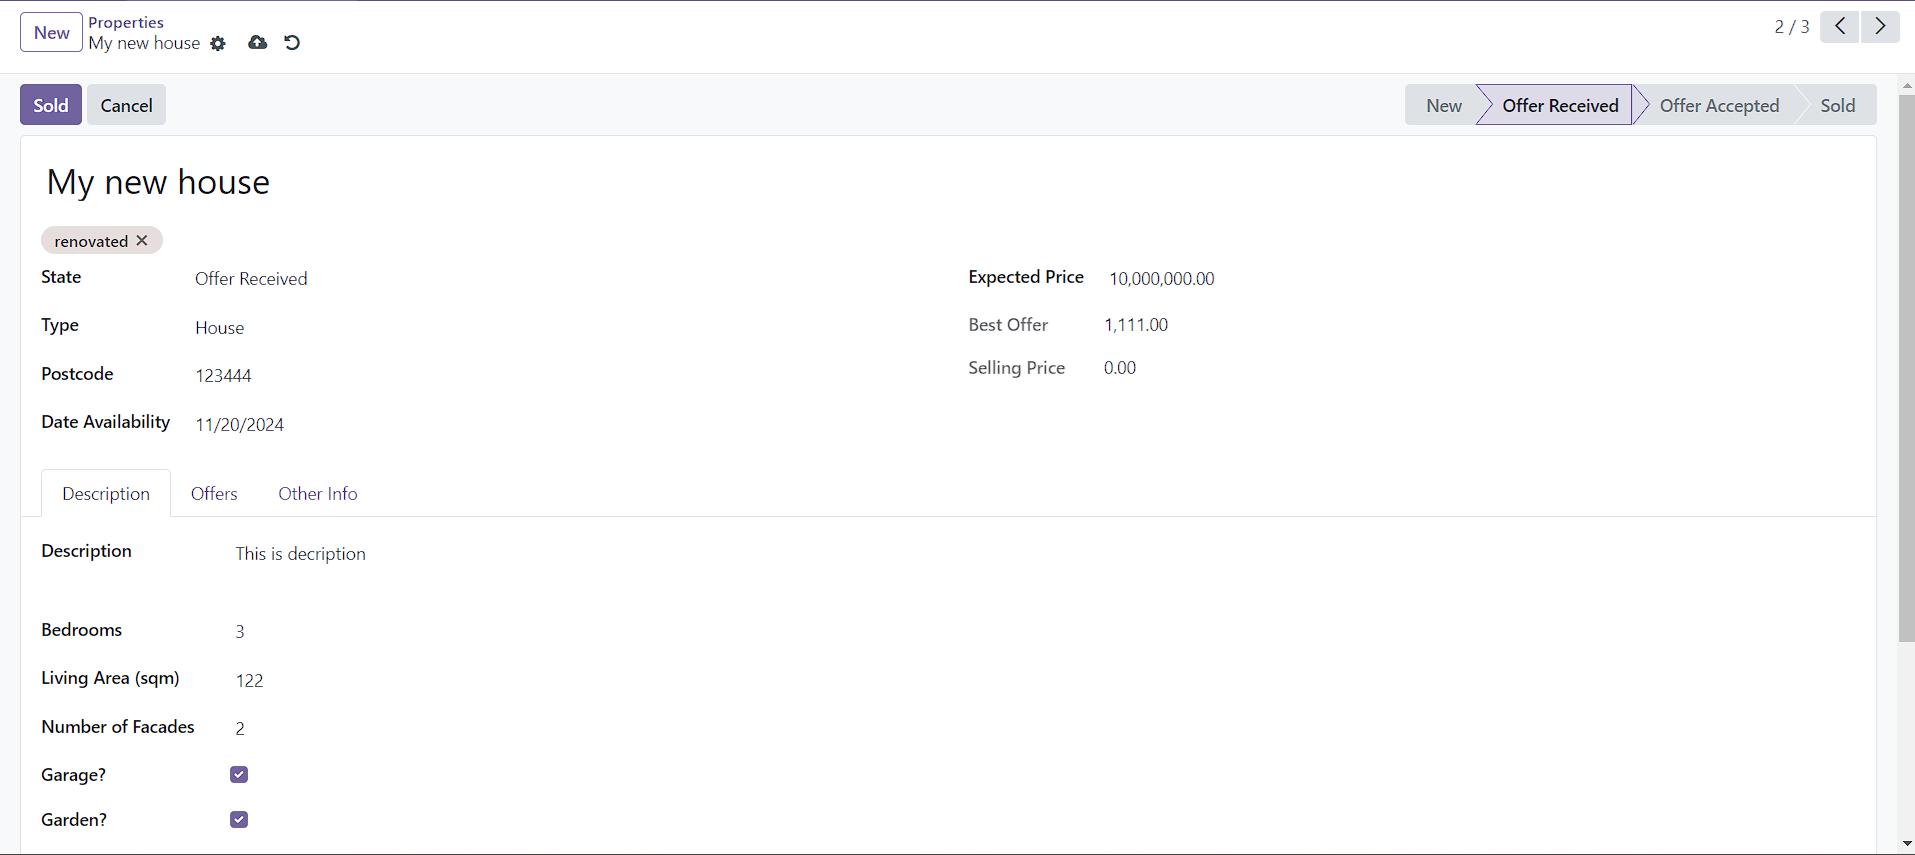 New
Properties
My new house
2 / 3
Sold
Cancel
New
Offer Received
Offer Accepted
Sold
My new house
renovated
State
Offer Received
Expected Price
10,000,000.00
Type
House
Best Offer
1,111.00
Selling Price
0.00
Postcode
123444
Date Availability
11/20/2024
Description
Offers
Other Info
Description
This is decription
Bedrooms
3
Living Area (sqm)
122
Number of Facades
2
Garage?
Garden?